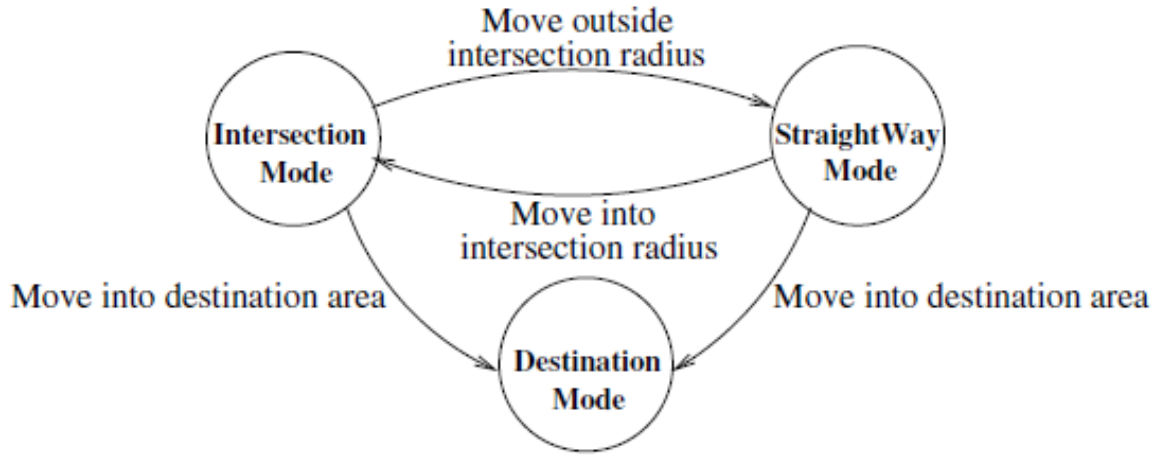 Move outside
intersection radius
Intersection
Mode
StraightWay
Mode
Move into
intersection radius
Move into destination area
Move into destination area
Destination
Mode